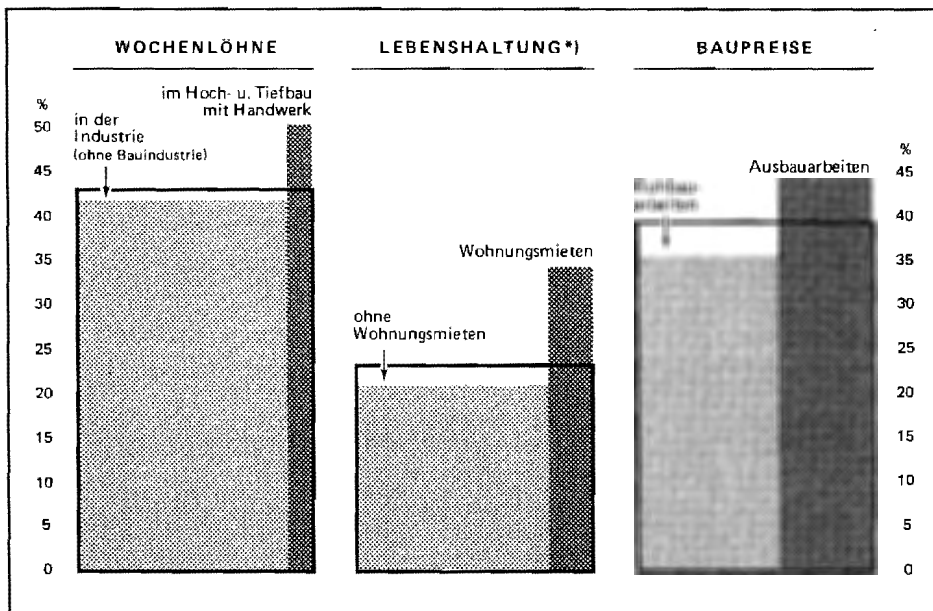 WOCHENLÖHNE
LEBENSHALTUNG*)
BAUPREISE
im Hoch- u. Tiefbau
mit Handwerk
%
50
in der
Industrie
(ohne Bauindustrie)
45
40
35
30
25
20
15
10
5
0
Wohnungsmieten
ohne
Wohnungsmieten
Ausbauarbeiten
%
45
40
35
30
25
20
15
10
5
0